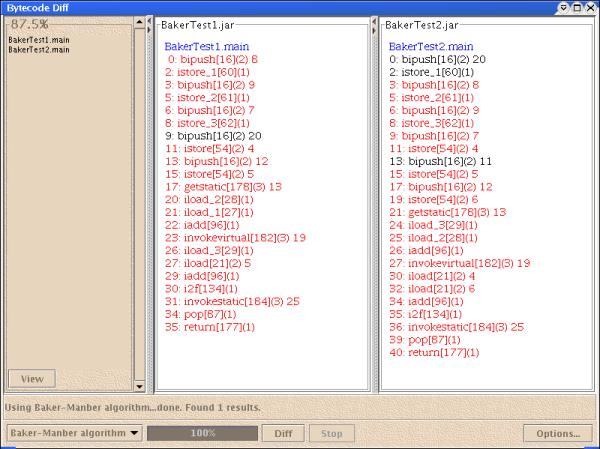 Bytecode Diff
87.5%
BakerTest1.main
BakerTest2.main
View
BakerTest1.jar
BakerTest1.main
0: bipush[16](2) 8
2: istore_1[60](1)
3: bipush[16](2) 9
5: istore_2[61](1)
6: bipush[16](2) 7
8: istore_3[62](1)
9: bipush[16](2) 20
11: istore[54](2) 4
13: bipush[16](2) 12
15: istore[54](2) 5
17: getstatic[178](3) 13
20: iload_2[28](1)
21: iload_1[27](1)
22: iadd[96](1)
23: invokevirtual[182](3) 19
26: iload_3[29](1)
27: iload[21](2) 5
29: iadd[96](1)
30: i2f[134](1)
31: invokestatic[184](3) 25
34: pop[87](1)
35: return[177](1)
BakerTest2.jar
BakerTest2.main
0: bipush[16](2) 20
2: istore_1[60](1)
3: bipush[16](2) 8
5: istore_2[61](1)
6: bipush[16](2) 9
8: istore_3[62](1)
9: bipush[16](2) 7
11: istore[54](2) 4
13: bipush[16](2) 11
15: istore[54](2) 5
17: bipush[16](2) 12
19: istore[54](2) 6
21: getstatic[178](3) 13
24: iload_3[29](1)
25: iload_2[28](1)
26: iadd[96](1)
27: invokevirtual[182](3) 19
30: iload[21](2) 4
32: iload[21](2) 6
34: iadd[96](1)
35: i2f[134](1)
36: invokestatic[184](3) 25
39: pop[87](1)
40: return[177](1)
Using Baker-Manber algorithm...done. Found 1 results.
Baker-Manber algorithm 100% Diff Stop Options...